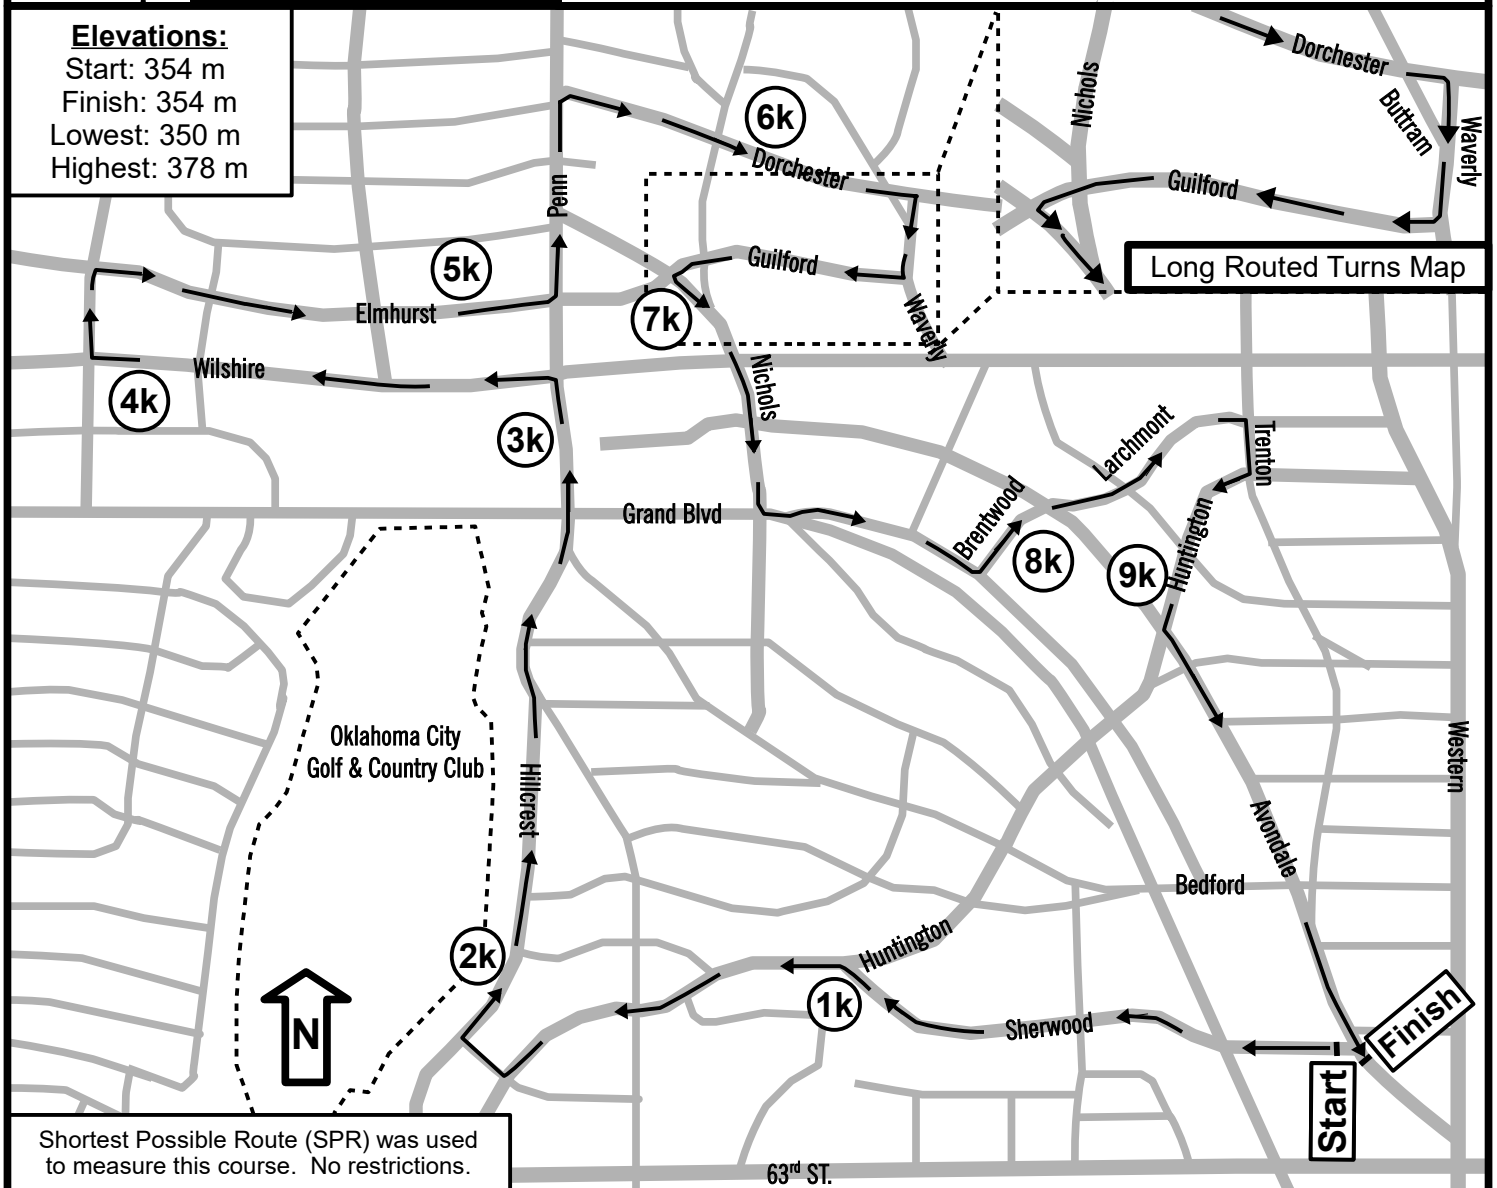 Elevations:
Start: 354 m
Finish: 354 m
Lowest: 350 m
Highest: 378 m
Dorchester
Nichols
Buttram
Waverly
6k
Dorchester
Penn
Guilford
5k
Guilford
Long Routed Turns Map
Elmhurst
7k
Waverly
Wilshire
Nichols
4k
3k
Larchmont
Trenton
Grand Blvd
Brentwood
Huntington
8k
9k
Oklahoma City
Golf & Country Club
Hillcrest
Western
Avondale
Bedford
2k
Huntington
1k
Sherwood
N
Finish
Start
Shortest Possible Route (SPR) was used
to measure this course. No restrictions.
63rd ST.